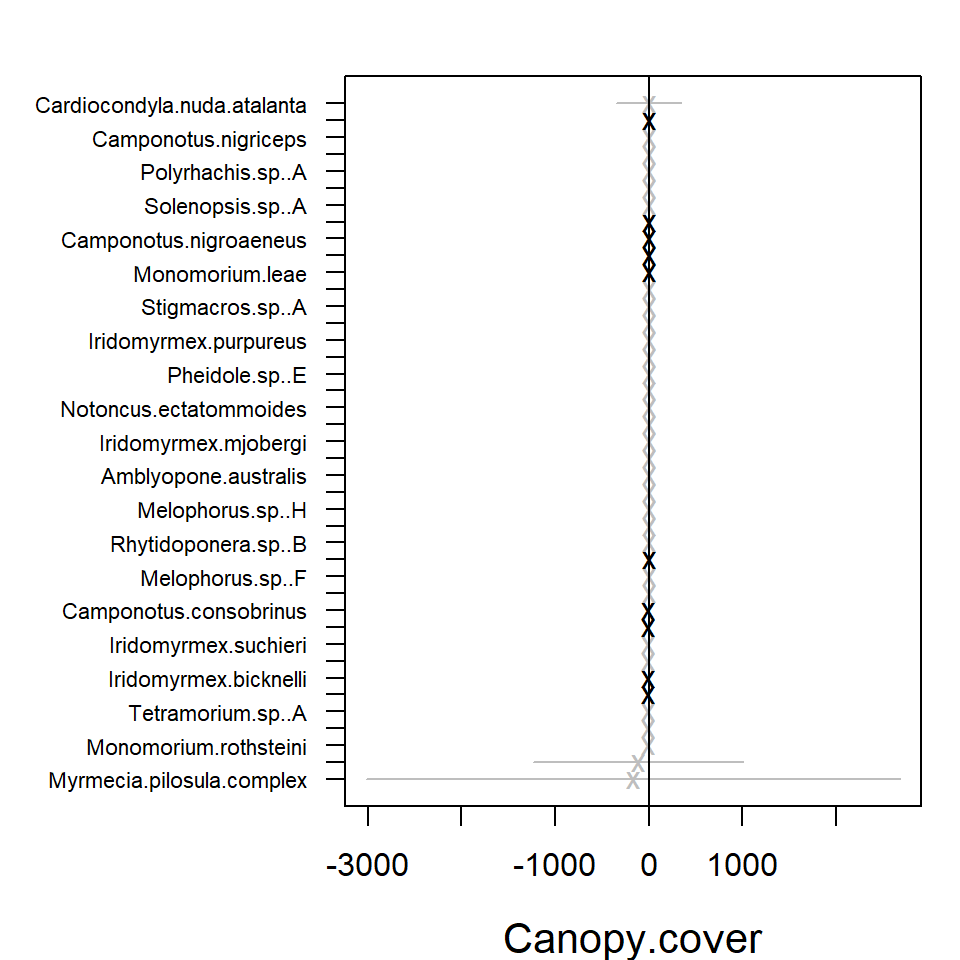 Cardiocondyla.nuda.atalanta
Camponotus.nigriceps
Polyrhachis.sp..A
Solenopsis.sp..A
Camponotus.nigroaeneus
Monomorium.leae
Stigmacros.sp..A
Iridomyrmex.purpureus
Pheidole.sp..E
Notoncus.ectatommoides
Iridomyrmex.mjobergi
Amblyopone.australis
Melophorus.sp..H
Rhytidoponera.sp..B
Melophorus.sp..F
Camponotus.consobrinus
Iridomyrmex.suchieri
Iridomyrmex.bicknelli
Tetramorium.sp..A
Monomorium.rothsteini
Myrmecia.pilosula.complex
-3000 -1000 0 1000
Canopy.cover